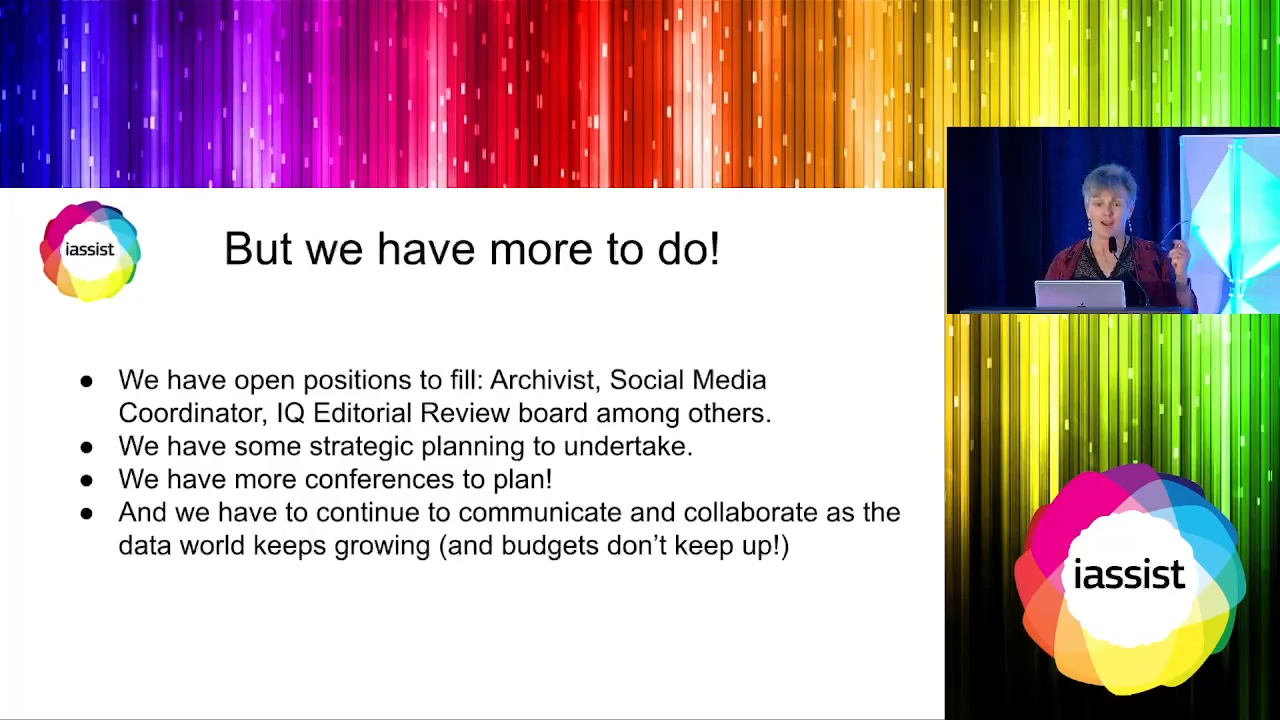 iassist
But we have more to do!
● We have open positions to fill: Archivist, Social Media
Coordinator, IQ Editorial Review board among others.
● We have some strategic planning to undertake.
● We have more conferences to plan!
● And we have to continue to communicate and collaborate as the
data world keeps growing (and budgets don’t keep up!)
iassist